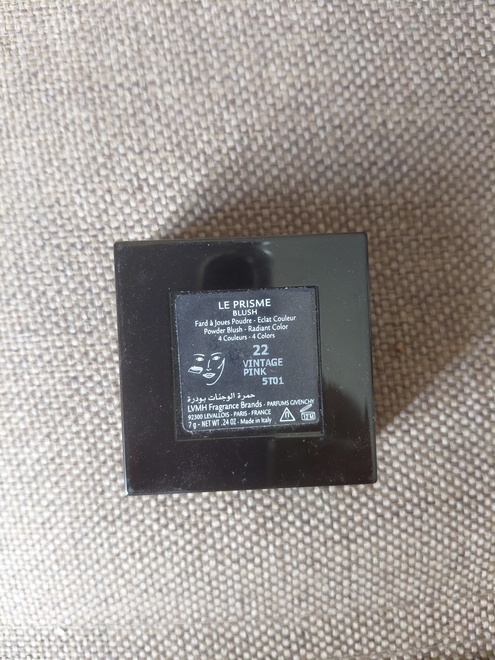 LE PRISME
BLUSH
Fard à Joues Poudre - Eclat Couleur
Powder Blush - Radiant Color
4 Couleurs - 4 Colors
22
VINTAGE
PINK
5T01
حمرة الوجنات بودرة
LVMH Fragrance Brands - PARFUMS GIVENCHY
92300 LEVALLOIS - PARIS - FRANCE
7 g - NET WT .24 OZ - Made in Italy
12M